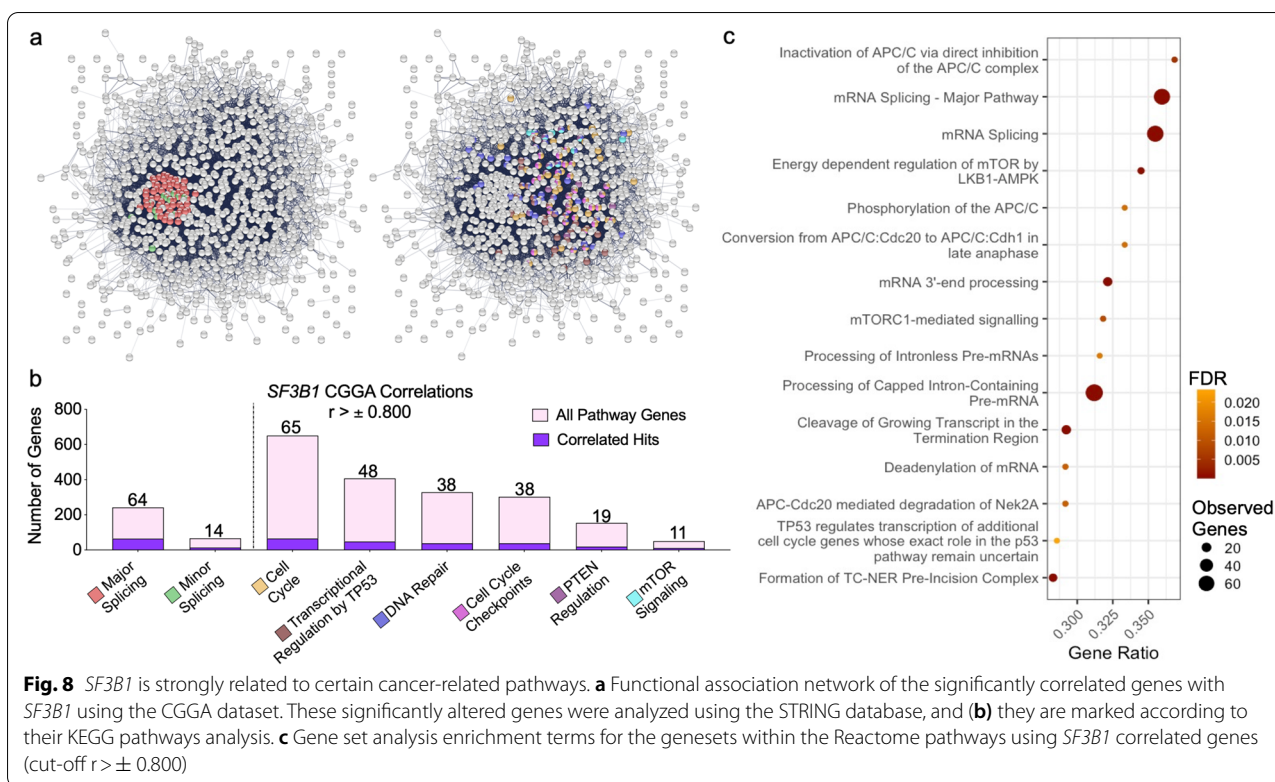 a
b
SF3B1 CGGA Correlations
r > ± 0.800
All Pathway Genes
Correlated Hits
Number of Genes
800
600
400
200
0
64
14
65
48
38
38
19
11
Major
Splicing
Minor
Splicing
Cell
Cycle
Transcriptional
Regulation by TP53
DNA Repair
Cell Cycle
Checkpoints
PTEN
Regulation
mTOR
Signaling
c
Inactivation of APC/C via direct inhibition
of the APC/C complex
mRNA Splicing - Major Pathway
mRNA Splicing
Energy dependent regulation of mTOR by
LKB1-AMPK
Phosphorylation of the APC/C
Conversion from APC/C:Cdc20 to APC/C:Cdh1 in
late anaphase
mRNA 3'-end processing
mTORC1-mediated signalling
Processing of Intronless Pre-mRNAs
Processing of Capped Intron-Containing
Pre-mRNA
Cleavage of Growing Transcript in the
Termination Region
Deadenylation of mRNA
APC-Cdc20 mediated degradation of Nek2A
TP53 regulates transcription of additional
cell cycle genes whose exact role in the p53
pathway remain uncertain
Formation of TC-NER Pre-Incision Complex
0.300
0.325
0.350
Gene Ratio
FDR
0.020
0.015
0.010
0.005
Observed
Genes
20
40
60
Fig. 8 SF3B1 is strongly related to certain cancer-related pathways. a Functional association network of the significantly correlated genes with
SF3B1 using the CGGA dataset. These significantly altered genes were analyzed using the STRING database, and (b) they are marked according to
their KEGG pathways analysis. c Gene set analysis enrichment terms for the genesets within the Reactome pathways using SF3B1 correlated genes
(cut-off r > ± 0.800)